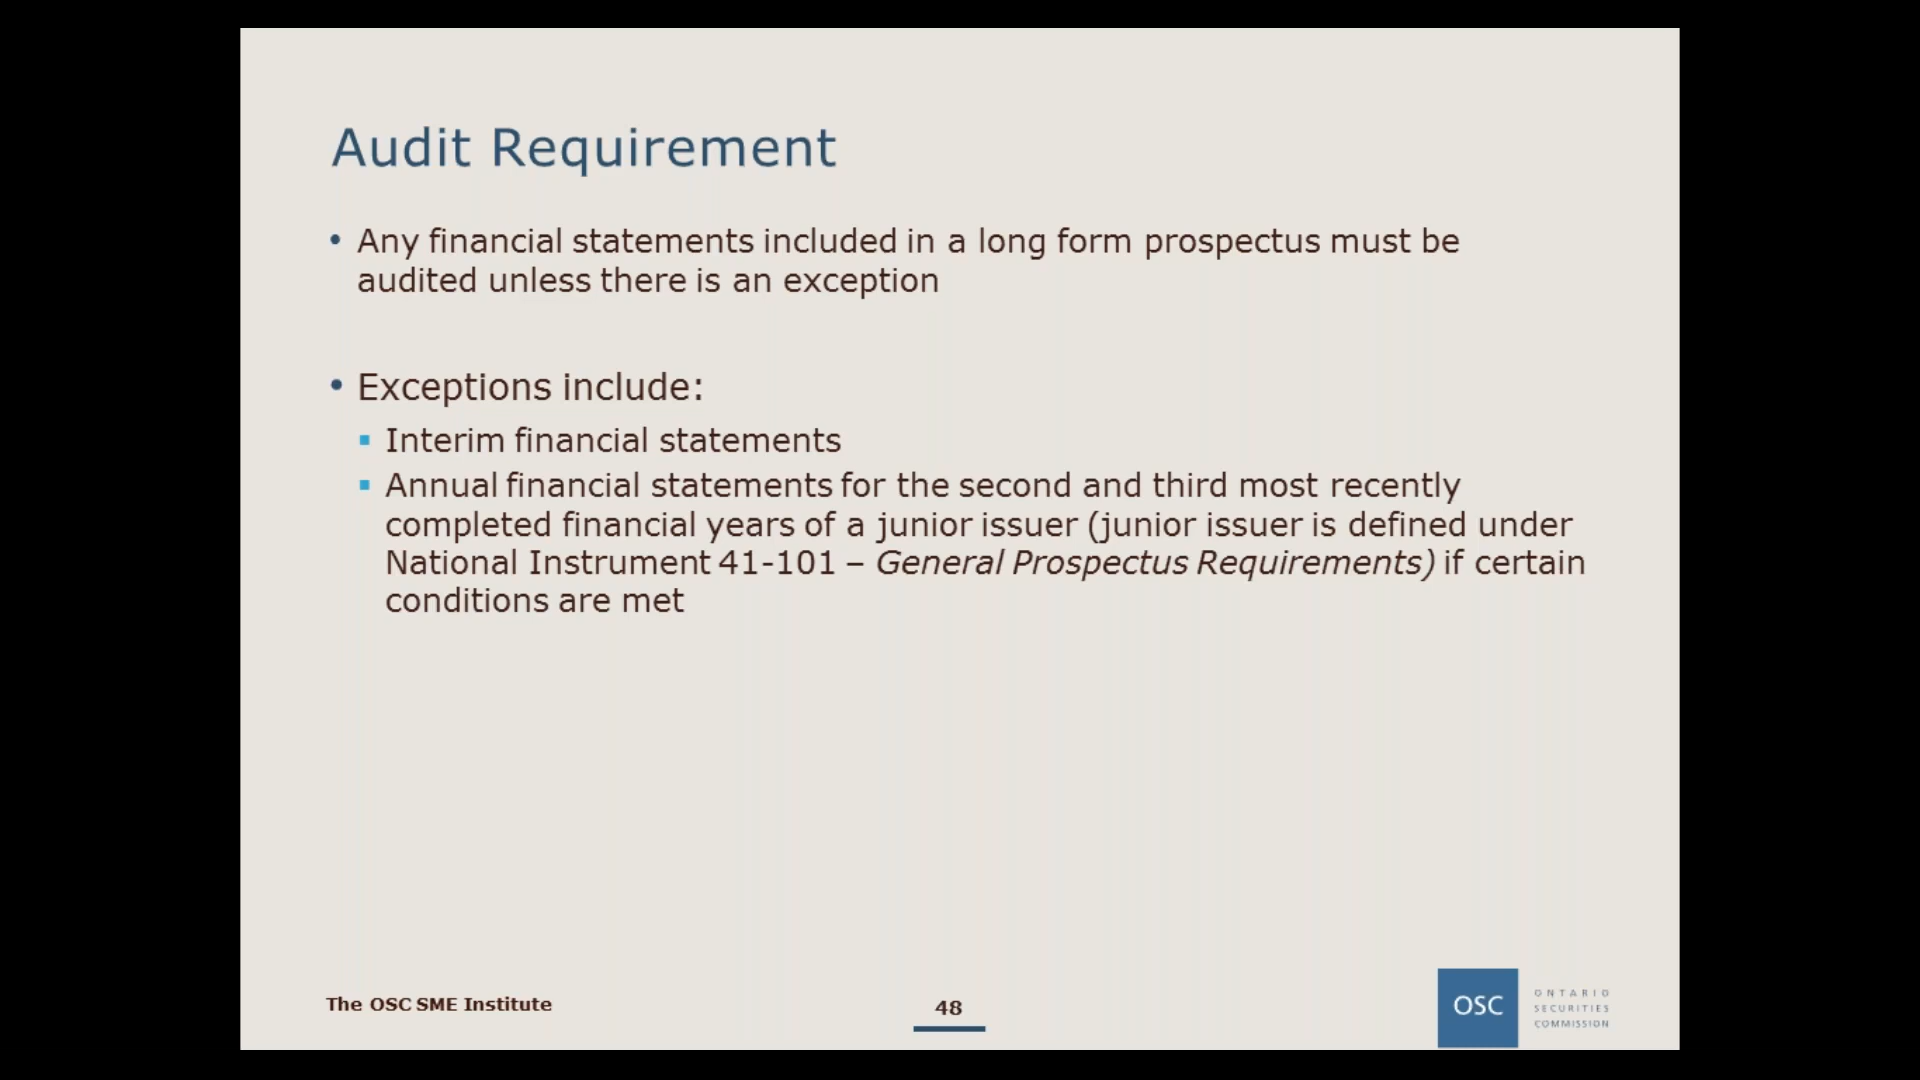 Audit Requirement
• Any financial statements included in a long form prospectus must be
audited unless there is an exception
• Exceptions include:
▪ Interim financial statements
▪ Annual financial statements for the second and third most recently
completed financial years of a junior issuer (junior issuer is defined under
National Instrument 41-101 – General Prospectus Requirements) if certain
conditions are met
The OSC SME Institute
48
OSC
ONTARIO
SECURITIES
COMMISSION